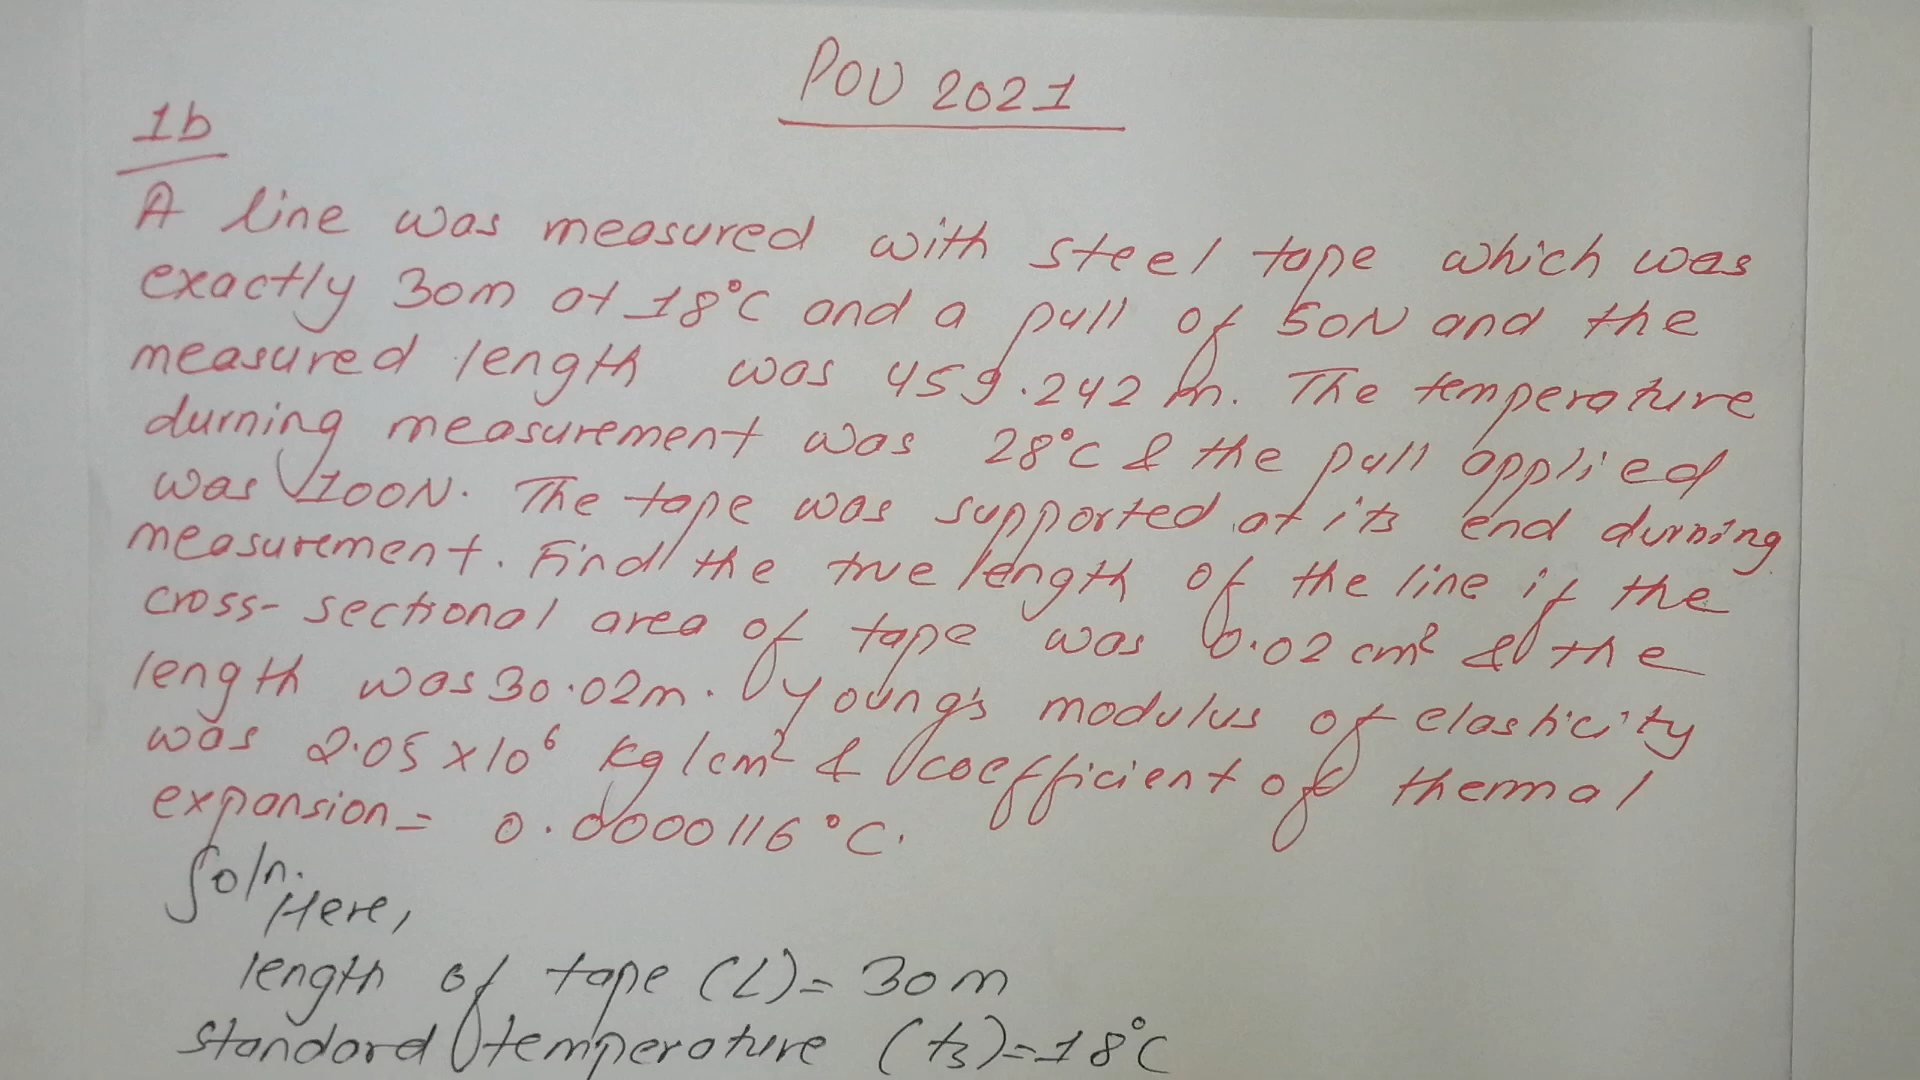 POU 2021
1b
A line was measured with steel tape which was
exactly 30m at 18°C and a pull of 50N and the
measured length was 459.242 m. The temperature
durning measurement was 28°C & the pull applied
was 100N. The tape was supported at its end durning
measurement. Find the true length of the line if the
cross-sectional area of tape was 0.02 cm² & the
length was 30.02m. Young's modulus of elasticity
was 2.05 x 10⁶ kg/cm² & coefficient of thermal
expansion = 0.0000116 °C.
Soln.
Here,
length of tape (L) = 30m
standard temperature (ts) = 18°C